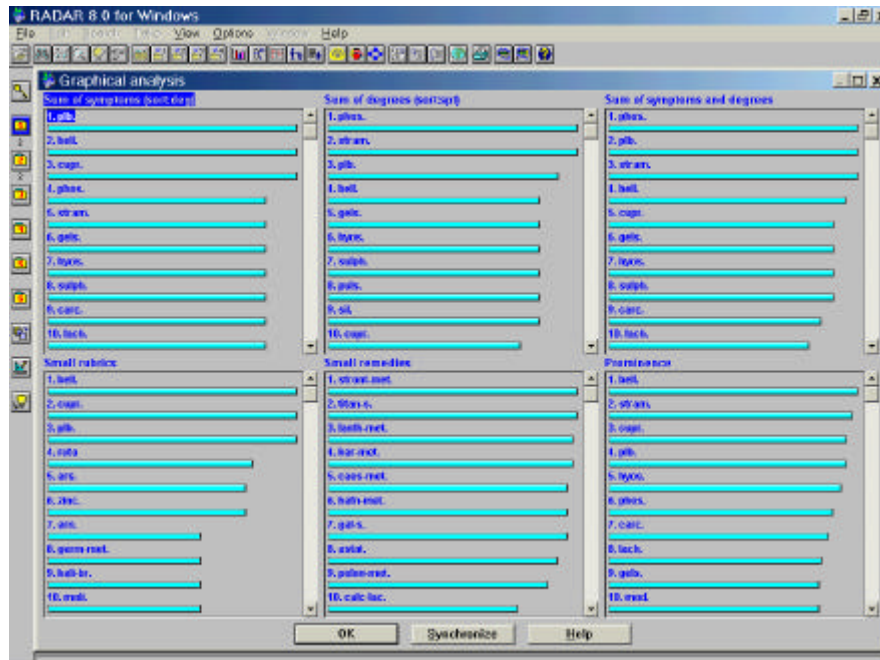 RADAR 8.0 for Windows
File View Options Window Help
Graphical analysis
Sum of symptoms (sort:deg)
1. plb.
2. bell.
3. cupr.
4. phos.
5. stram.
6. gels.
7. hyos.
8. sulph.
9. carc.
10. lach.
Sum of degrees (sort:spt)
1. phos.
2. stram.
3. plb.
4. bell.
5. gels.
6. hyos.
7. sulph.
8. puls.
9. sil.
10. cupr.
Sum of symptoms and degrees
1. phos.
2. plb.
3. stram.
4. bell.
5. cupr.
6. gels.
7. hyos.
8. sulph.
9. carc.
10. lach.
Small rubrics
1. bell.
2. cupr.
3. plb.
4. ruta
5. ars.
6. zinc.
7. am.
8. germ-met.
9. kali-br.
10. meli.
Small remedies
1. stront-met.
2. titan-s.
3. lanth-met.
4. bar-met.
5. caes-met.
6. hafn-met.
7. gal-s.
8. astat.
9. polon-met.
10. calc-lac.
Prominence
1. bell.
2. stram.
3. cupr.
4. plb.
5. hyos.
6. phos.
7. carc.
8. lach.
9. gels.
10. med.
OK Synchronize Help